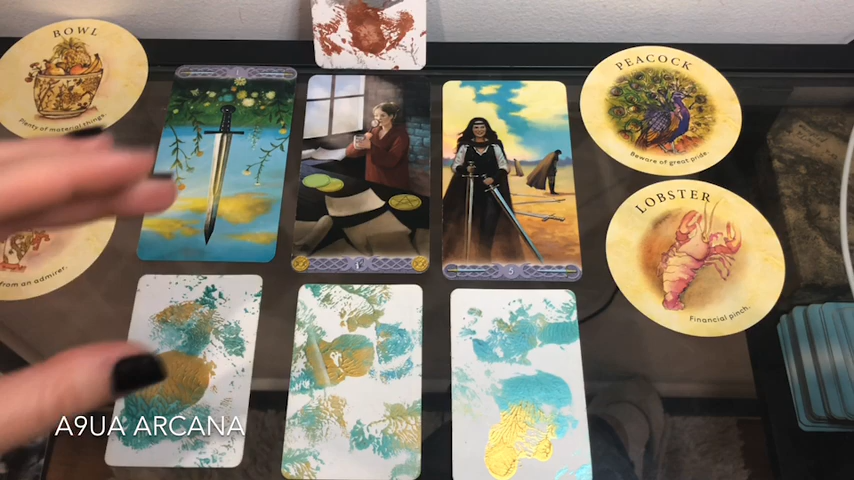 BOWL
Plenty of material things.
PEACOCK
Beware of great pride.
LOBSTER
Financial pinch.
from an admirer.
5
A9UA ARCANA